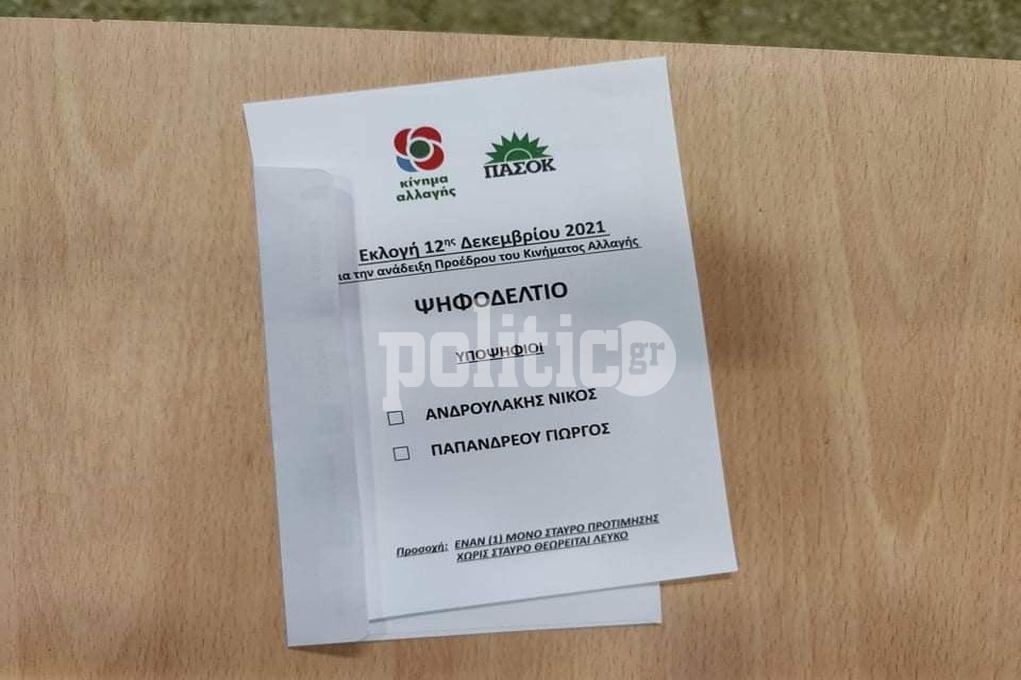 κίνημα
αλλαγής
ΠΑΣΟΚ
Εκλογή 12ης Δεκεμβρίου 2021
ια την ανάδειξη Προέδρου του Κινήματος Αλλαγής
ΨΗΦΟΔΕΛΤΙΟ
politic gr
ΥΠΟΨΗΦΙΟΙ
ΑΝΔΡΟΥΛΑΚΗΣ ΝΙΚΟΣ
ΠΑΠΑΝΔΡΕΟΥ ΓΙΩΡΓΟΣ
Προσοχή: ΕΝΑΝ (1) ΜΟΝΟ ΣΤΑΥΡΟ ΠΡΟΤΙΜΗΣΗΣ
ΧΩΡΙΣ ΣΤΑΥΡΟ ΘΕΩΡΕΙΤΑΙ ΛΕΥΚΟ